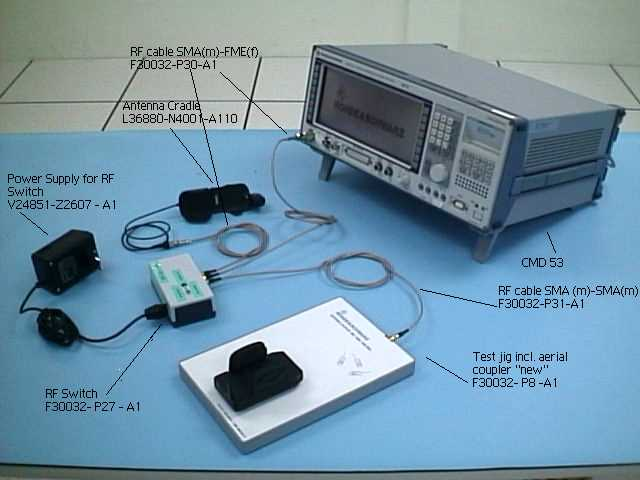 RF cable SMA(m)-FME(f)
F30032-P30-A1
Antenna Cradle
L36880-N4001-A110
Power Supply for RF
Switch
V24851-Z2607 - A1
ROHDE&SCHWARZ
CMD 53
RF cable SMA (m)-SMA(m)
F30032-P31-A1
Test jig incl. aerial
coupler "new"
F30032- P8 -A1
RF Switch
F30032- P27 - A1